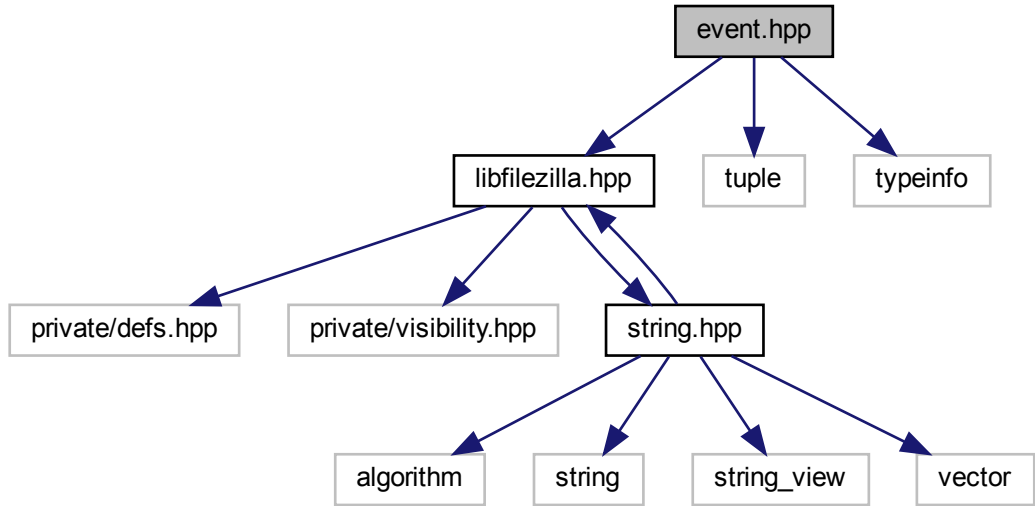 event.hpp
libfilezilla.hpp
tuple
typeinfo
private/defs.hpp
private/visibility.hpp
string.hpp
algorithm
string
string_view
vector